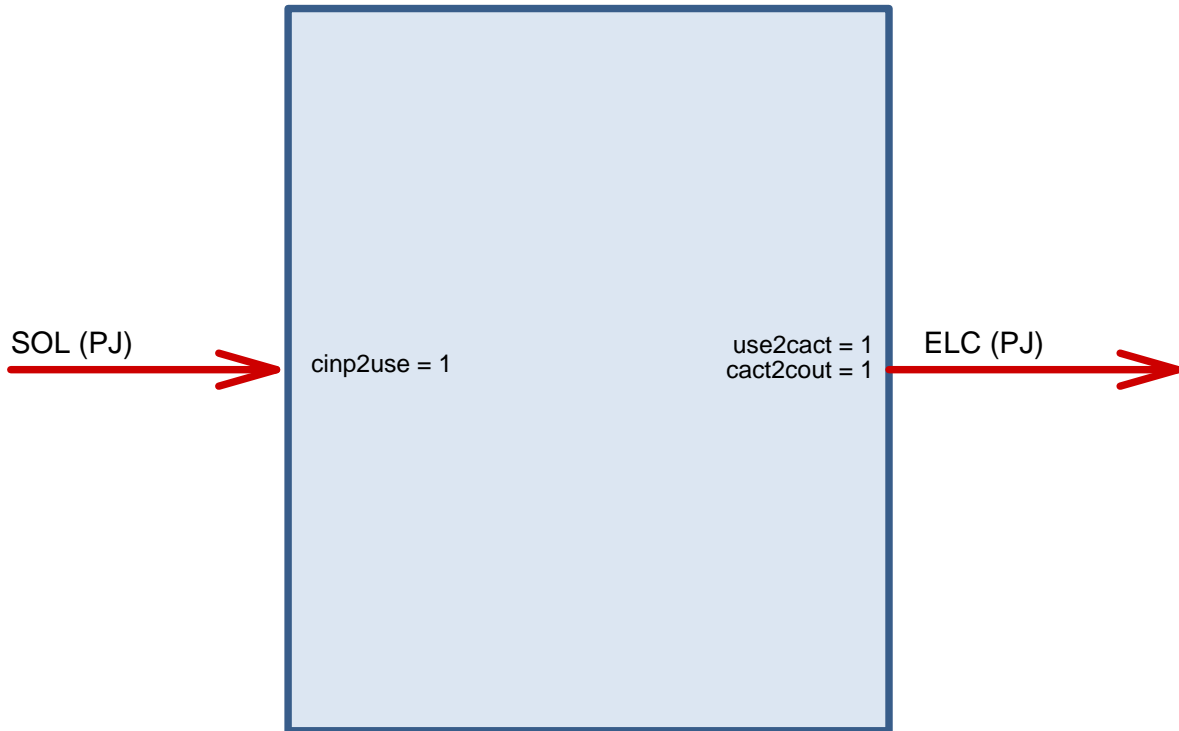 SOL (PJ)
cinp2use = 1
use2cact = 1
cact2cout = 1
ELC (PJ)